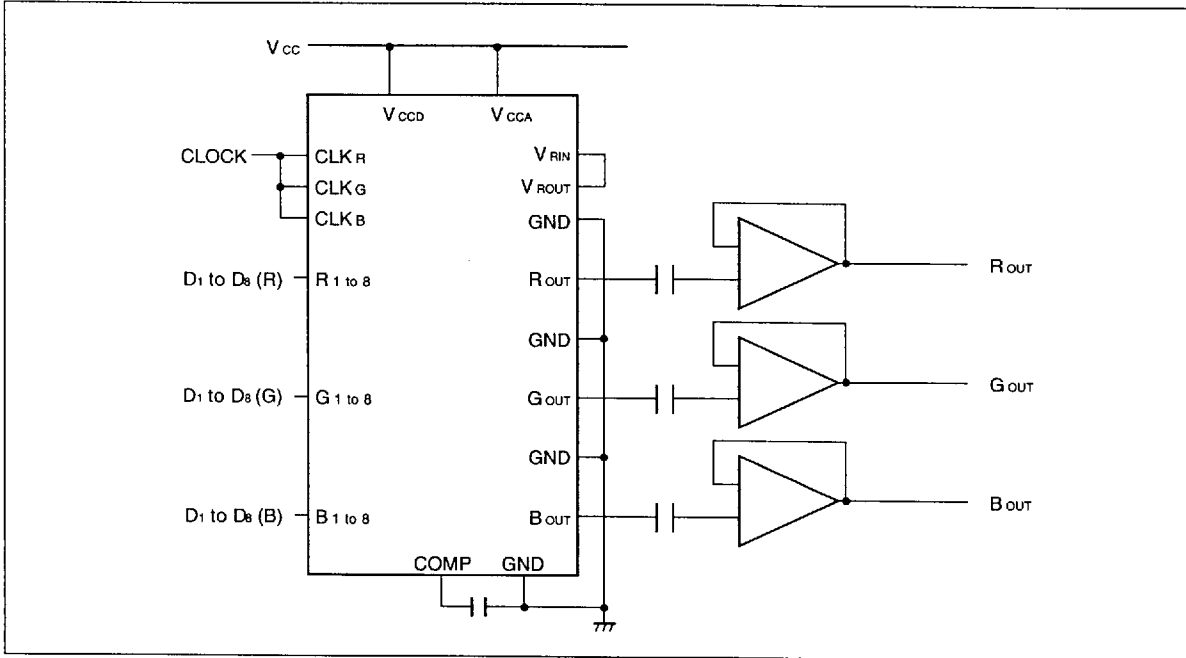 VCC
VCCD VCCA
CLOCK CLKR VRIN
CLKG VROUT
CLKB GND
D1 to D8 (R) R1 to 8 ROUT ROUT
GND
D1 to D8 (G) G1 to 8 GOUT GOUT
GND
D1 to D8 (B) B1 to 8 BOUT BOUT
COMP GND